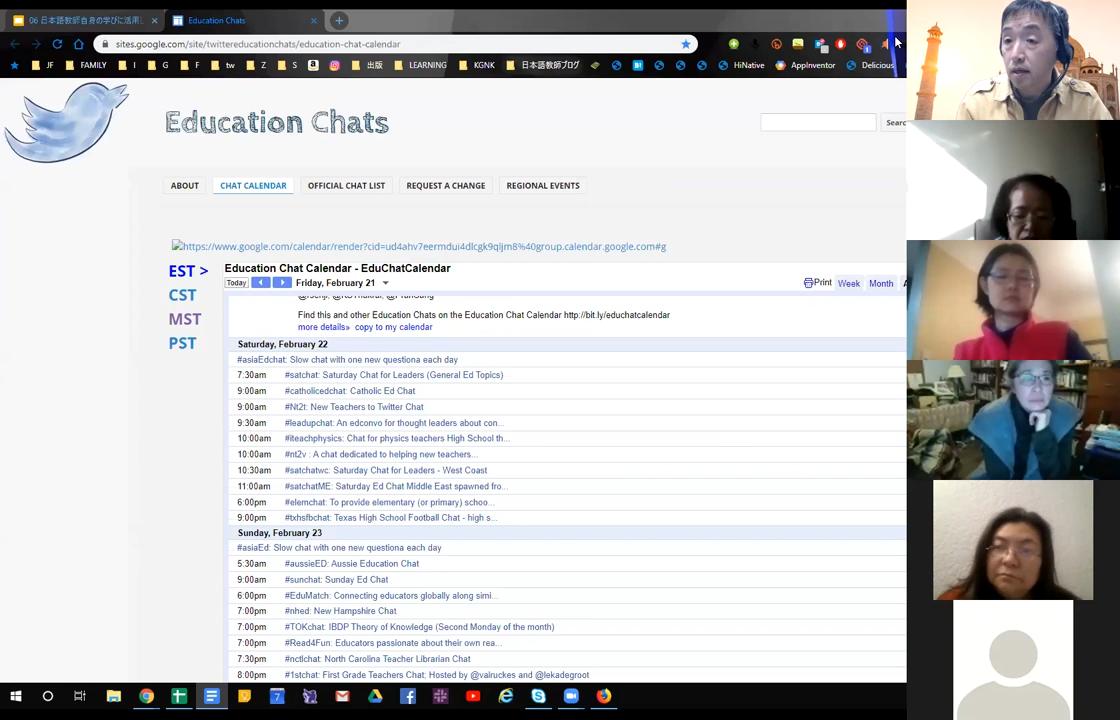 06 日本語教師自身の学びに活用し
Education Chats
sites.google.com/site/twittereducationchats/education-chat-calendar
JF FAMILY I G F tw Z S 出版 LEARNING KGNK 日本語教師ブログ HiNative AppInventor Delicious
Education Chats
Searc
ABOUT CHAT CALENDAR OFFICIAL CHAT LIST REQUEST A CHANGE REGIONAL EVENTS
https://www.google.com/calendar/render?cid=ud4ahv7eermdui4dlcgk9qljm8%40group.calendar.google.com#g
EST >
CST
MST
PST
Education Chat Calendar - EduChatCalendar
Today Friday, February 21 Print Week Month A
Find this and other Education Chats on the Education Chat Calendar http://bit.ly/educhatcalendar
more details» copy to my calendar
Saturday, February 22
#asiaEdchat: Slow chat with one new questiona each day
7:30am #satchat: Saturday Chat for Leaders (General Ed Topics)
9:00am #catholicedchat: Catholic Ed Chat
9:00am #Nt2t: New Teachers to Twitter Chat
9:30am #leadupchat: An edconvo for thought leaders about con...
10:00am #iteachphysics: Chat for physics teachers High School th...
10:00am #nt2v : A chat dedicated to helping new teachers...
10:30am #satchatwc: Saturday Chat for Leaders - West Coast
11:00am #satchatME: Saturday Ed Chat Middle East spawned fro...
6:00pm #elemchat: To provide elementary (or primary) schoo...
9:00pm #txhsfbchat: Texas High School Football Chat - high s...
Sunday, February 23
#asiaEd: Slow chat with one new questiona each day
5:30am #aussieED: Aussie Education Chat
9:00am #sunchat: Sunday Ed Chat
6:00pm #EduMatch: Connecting educators globally along simi...
7:00pm #nhed: New Hampshire Chat
7:00pm #TOKchat: IBDP Theory of Knowledge (Second Monday of the month)
7:00pm #Read4Fun: Educators passionate about their own rea...
7:30pm #nctlchat: North Carolina Teacher Librarian Chat
8:00pm #1stchat: First Grade Teachers Chat; Hosted by @valruckes and @lekadegroot